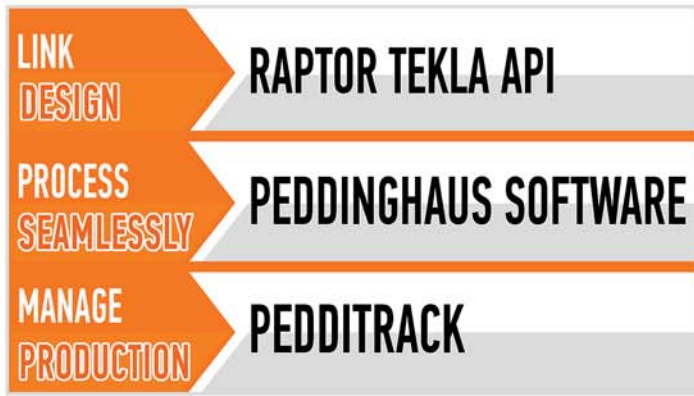 LINK
DESIGN
RAPTOR TEKLA API
PROCESS
SEAMLESSLY
PEDDINGHAUS SOFTWARE
MANAGE
PRODUCTION
PEDDITRACK